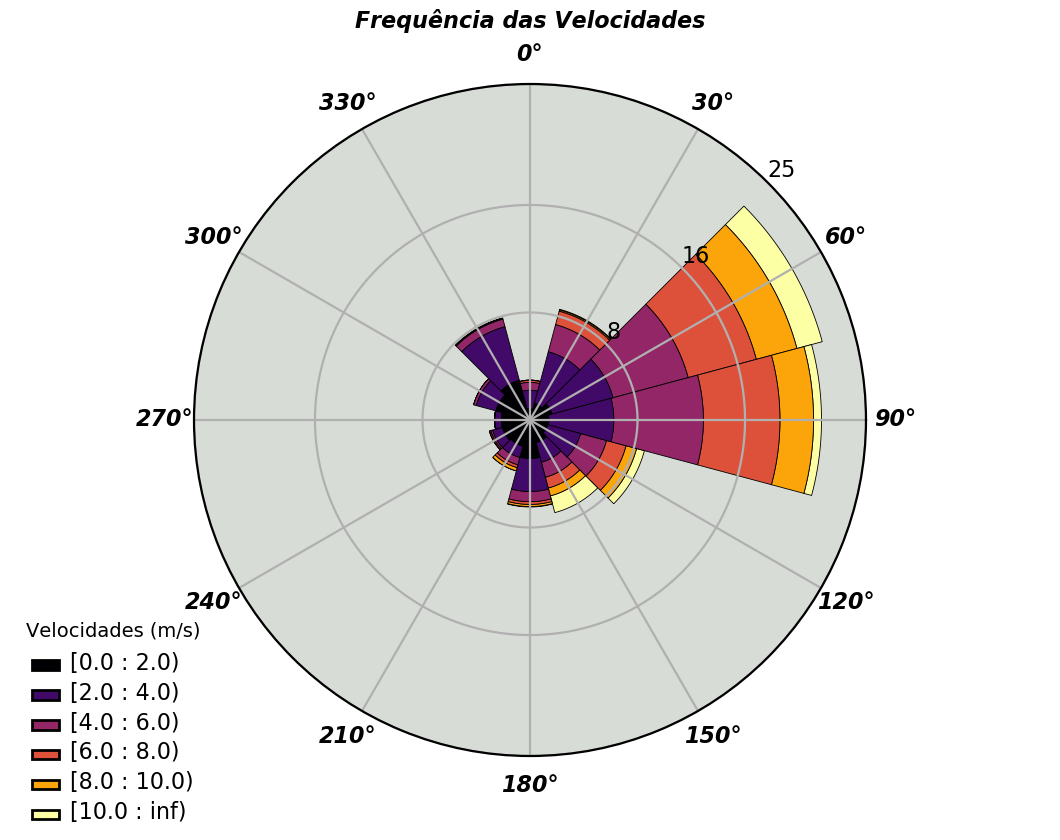 Frequência das Velocidades
0°
330°
30°
25
300°
60°
16
8
270°
90°
240°
120°
210°
150°
180°
Velocidades (m/s)
[0.0 : 2.0)
[2.0 : 4.0)
[4.0 : 6.0)
[6.0 : 8.0)
[8.0 : 10.0)
[10.0 : inf)